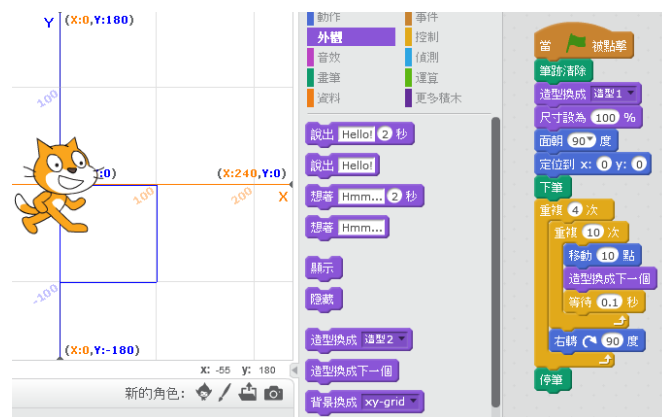 Y (X:0,Y:180)
100
:0)
(X:240,Y:0)
100
200
X
-100
(X:0,Y:-180)
x: -55 y: 180
新的角色:
動作
事件
外觀
控制
音效
偵測
畫筆
運算
資料
更多積木
說出 Hello! 2 秒
說出 Hello!
想著 Hmm... 2 秒
想著 Hmm...
顯示
隱藏
造型換成 造型2
造型換成下一個
背景換成 xy-grid
當 被點擊
筆跡清除
造型換成 造型1
尺寸設為 100 %
面朝 90 度
定位到 x: 0 y: 0
下筆
重複 4 次
重複 10 次
移動 10 點
造型換成下一個
等待 0.1 秒
右轉 90 度
停筆